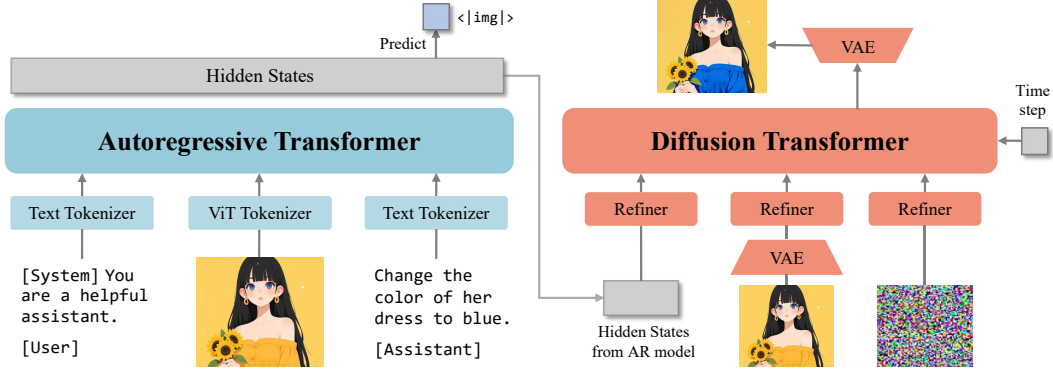 <|img|>
Predict
Hidden States
Autoregressive Transformer
Text Tokenizer
ViT Tokenizer
Text Tokenizer
[System] You
are a helpful
assistant.
[User]
Change the
color of her
dress to blue.
[Assistant]
VAE
Time
step
Diffusion Transformer
Refiner
Refiner
Refiner
VAE
Hidden States
from AR model